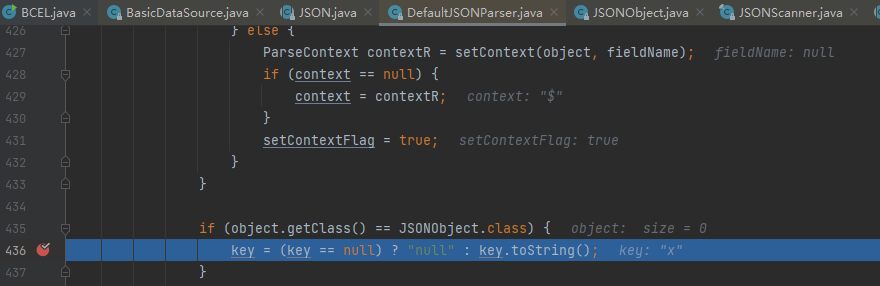 BCEL.java × BasicDataSource.java × JSON.java × DefaultJSONParser.java × JSONObject.java × JSONScanner.java ×
426 } else {
427 ParseContext contextR = setContext(object, fieldName); fieldName: null
428 if (context == null) {
429 context = contextR; context: "$"
430 }
431 setContextFlag = true; setContextFlag: true
432 }
433 }
434
435 if (object.getClass() == JSONObject.class) { object: size = 0
436 key = (key == null) ? "null" : key.toString(); key: "x"
437 }